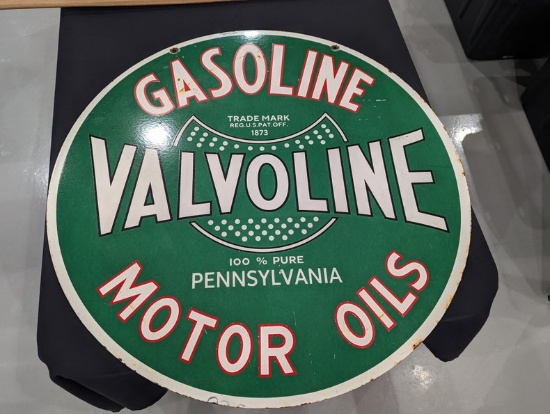 GASOLINE
TRADE MARK
REG.U.S.PAT.OFF.
1873
VALVOLINE
100 % PURE
PENNSYLVANIA
MOTOR OILS